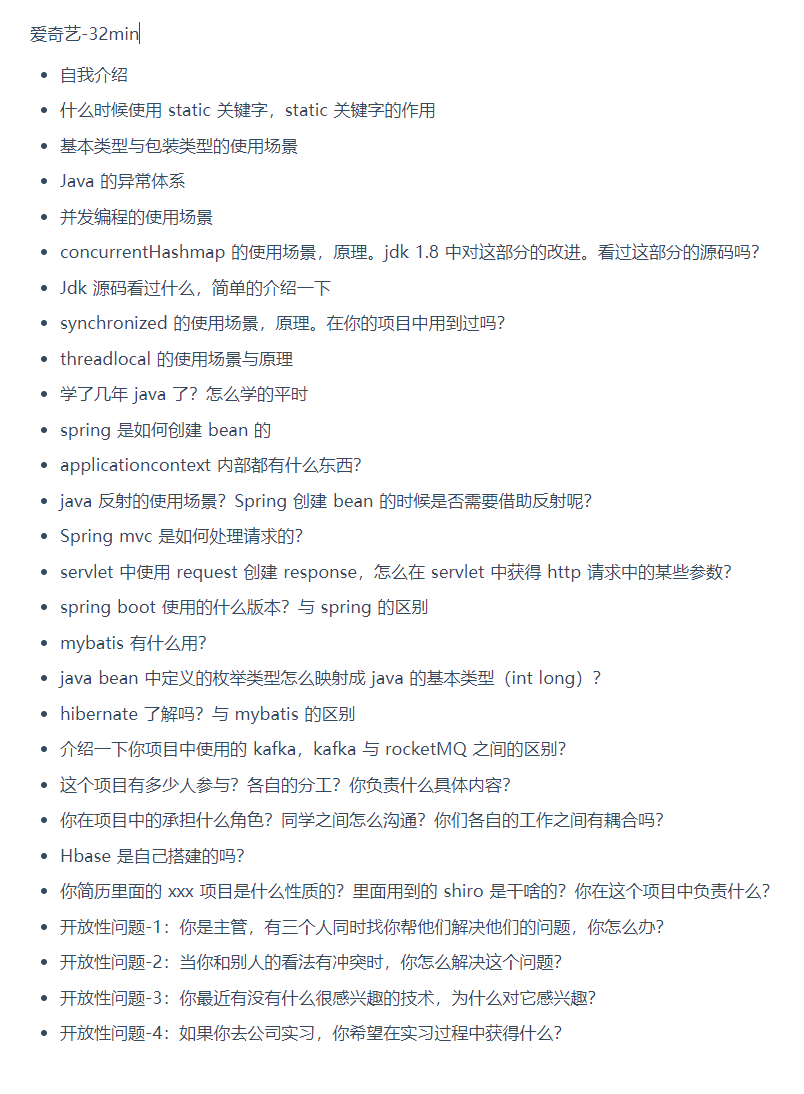 爱奇艺-32min
自我介绍
什么时候使用 static 关键字，static 关键字的作用
基本类型与包装类型的使用场景
Java 的异常体系
并发编程的使用场景
concurrentHashmap 的使用场景，原理。jdk 1.8 中对这部分的改进。看过这部分的源码吗？
Jdk 源码看过什么，简单的介绍一下
synchronized 的使用场景，原理。在你的项目中用到过吗？
threadlocal 的使用场景与原理
学了几年 java 了？怎么学的平时
spring 是如何创建 bean 的
applicationcontext 内部都有什么东西？
java 反射的使用场景？Spring 创建 bean 的时候是否需要借助反射呢？
Spring mvc 是如何处理请求的？
servlet 中使用 request 创建 response，怎么在 servlet 中获得 http 请求中的某些参数？
spring boot 使用的什么版本？与 spring 的区别
mybatis 有什么用？
java bean 中定义的枚举类型怎么映射成 java 的基本类型（int long）？
hibernate 了解吗？与 mybatis 的区别
介绍一下你项目中使用的 kafka，kafka 与 rocketMQ 之间的区别？
这个项目有多少人参与？各自的分工？你负责什么具体内容？
你在项目中的承担什么角色？同学之间怎么沟通？你们各自的工作之间有耦合吗？
Hbase 是自己搭建的吗？
你简历里面的 xxx 项目是什么性质的？里面用到的 shiro 是干啥的？你在这个项目中负责什么？
开放性问题-1：你是主管，有三个人同时找你帮他们解决他们的问题，你怎么办？
开放性问题-2：当你和别人的看法有冲突时，你怎么解决这个问题？
开放性问题-3：你最近有没有什么很感兴趣的技术，为什么对它感兴趣？
开放性问题-4：如果你去公司实习，你希望在实习过程中获得什么？